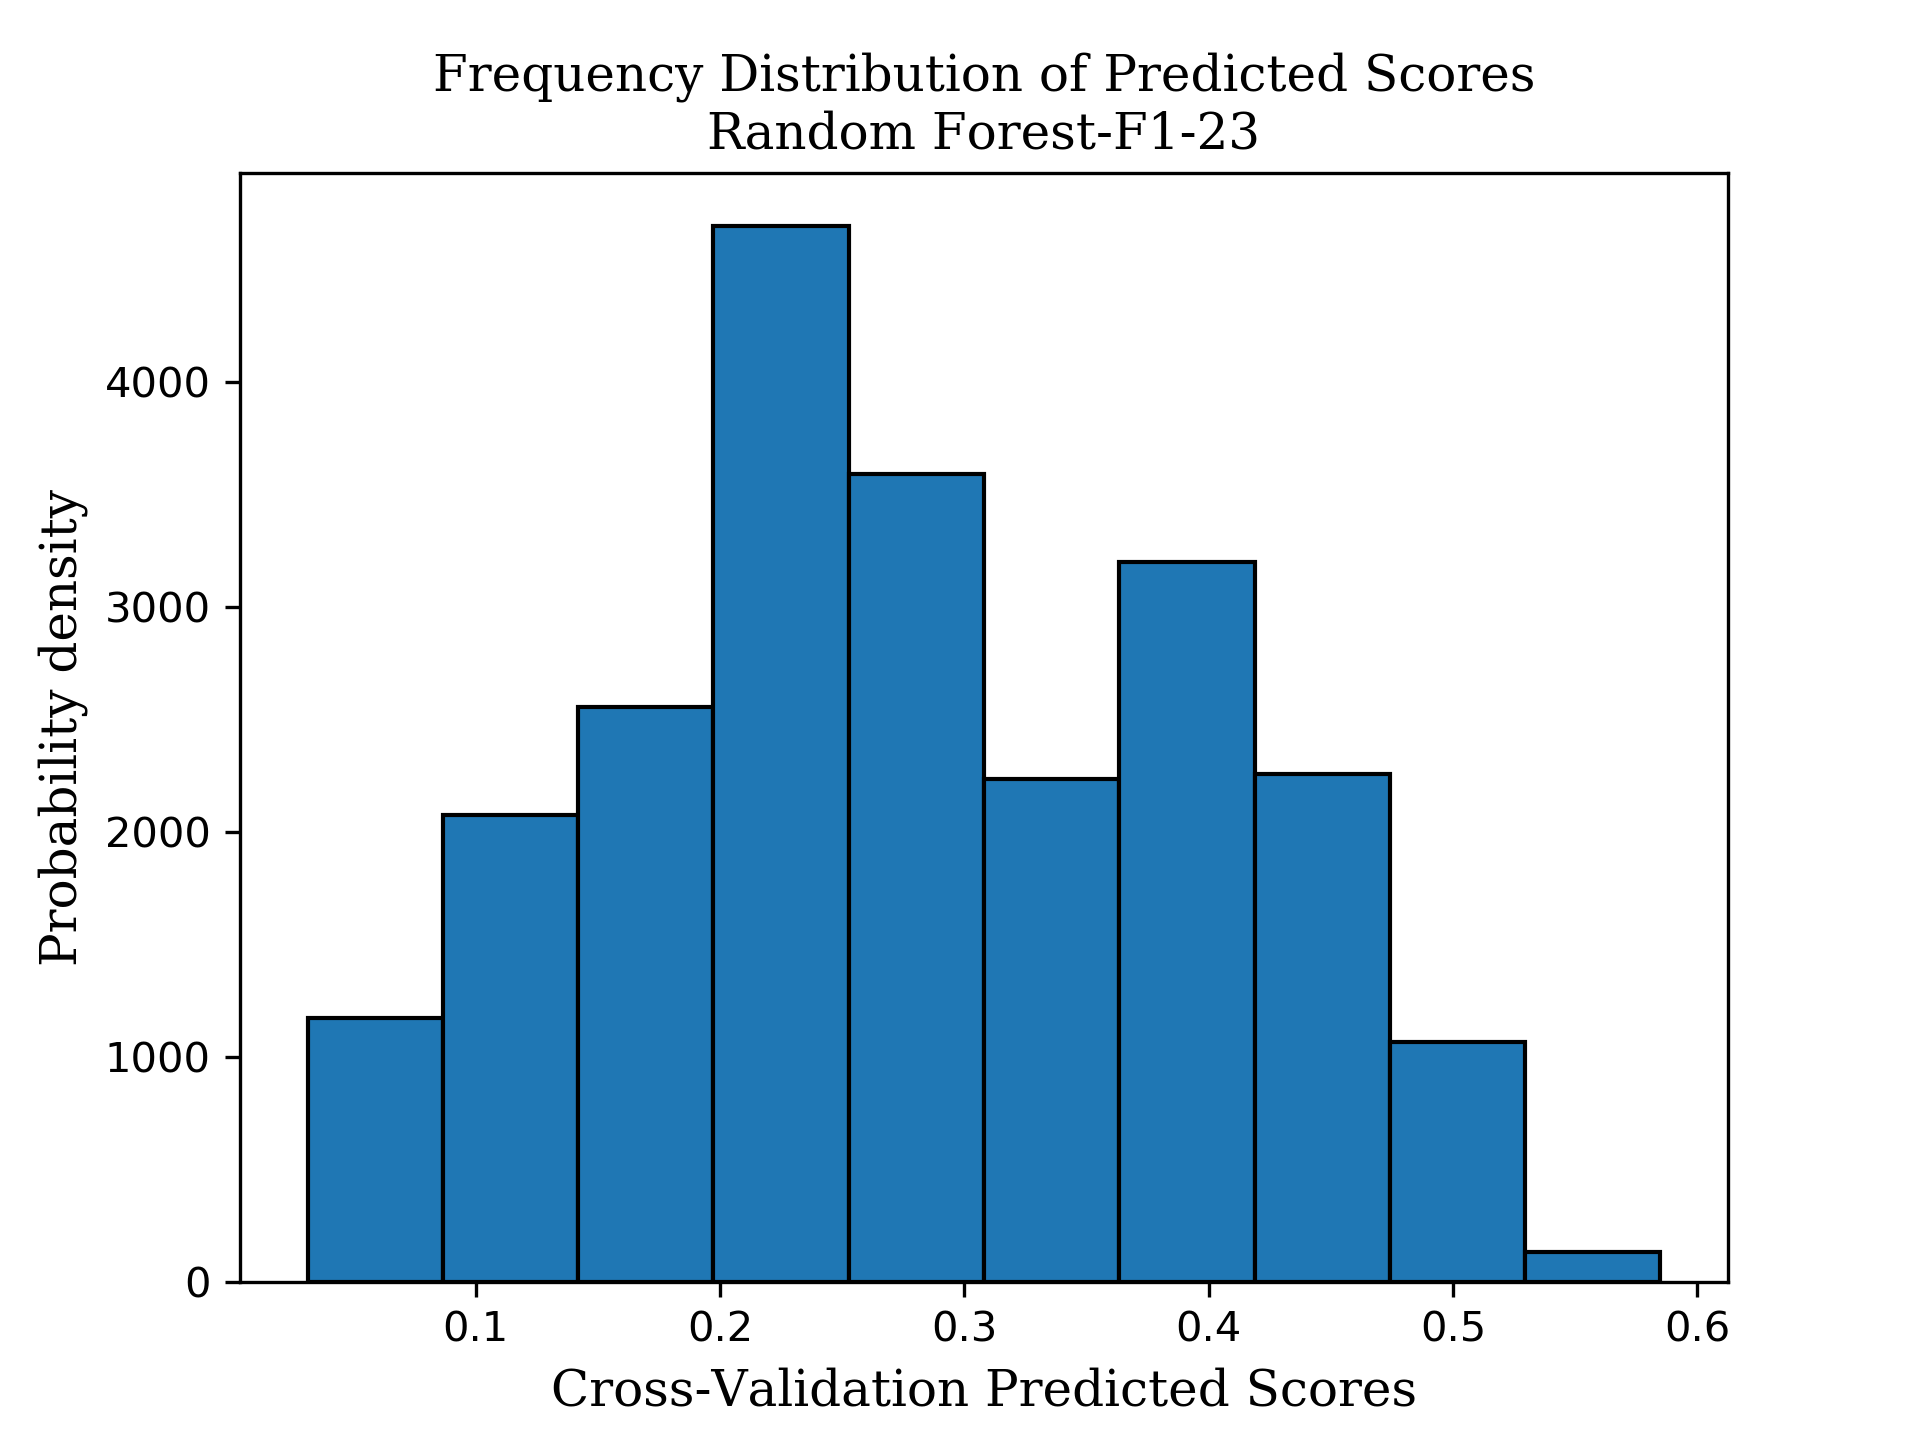 Frequency Distribution of Predicted Scores
Random Forest-F1-23
Probability density
4000
3000
2000
1000
0
0.1 0.2 0.3 0.4 0.5 0.6
Cross-Validation Predicted Scores